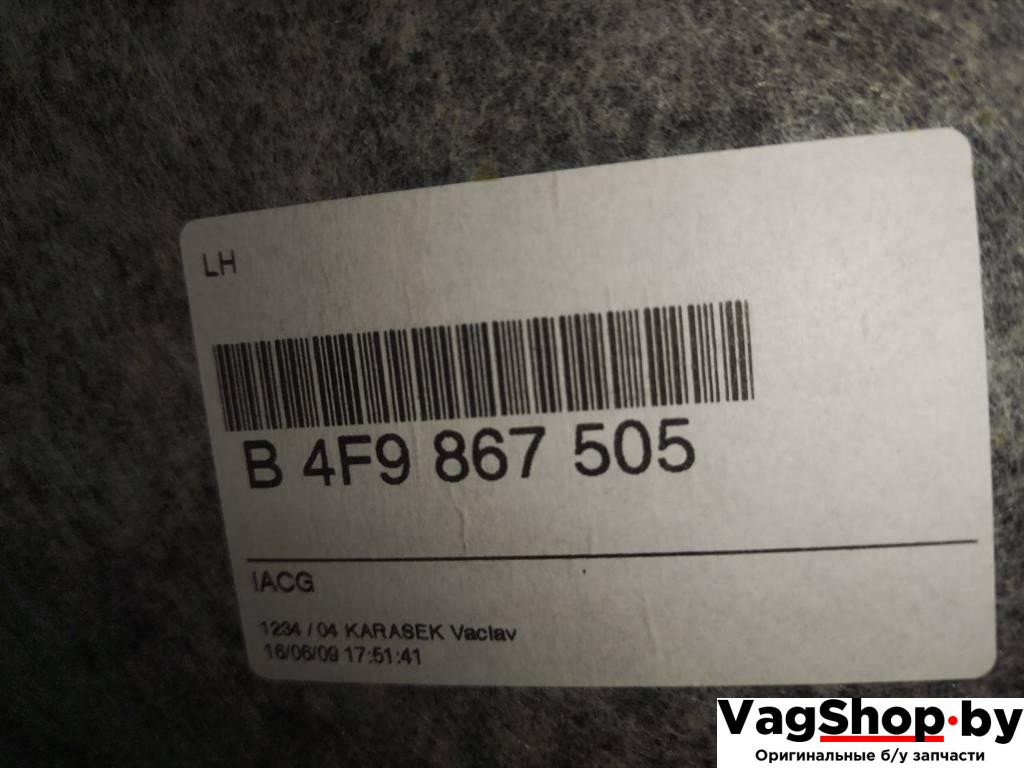 LH
B 4F9 867 505
IACG
1234 / 04 KARASEK Vaclav
16/06/09 17:51:41
VagShop.by
Оригинальные б/у запчасти